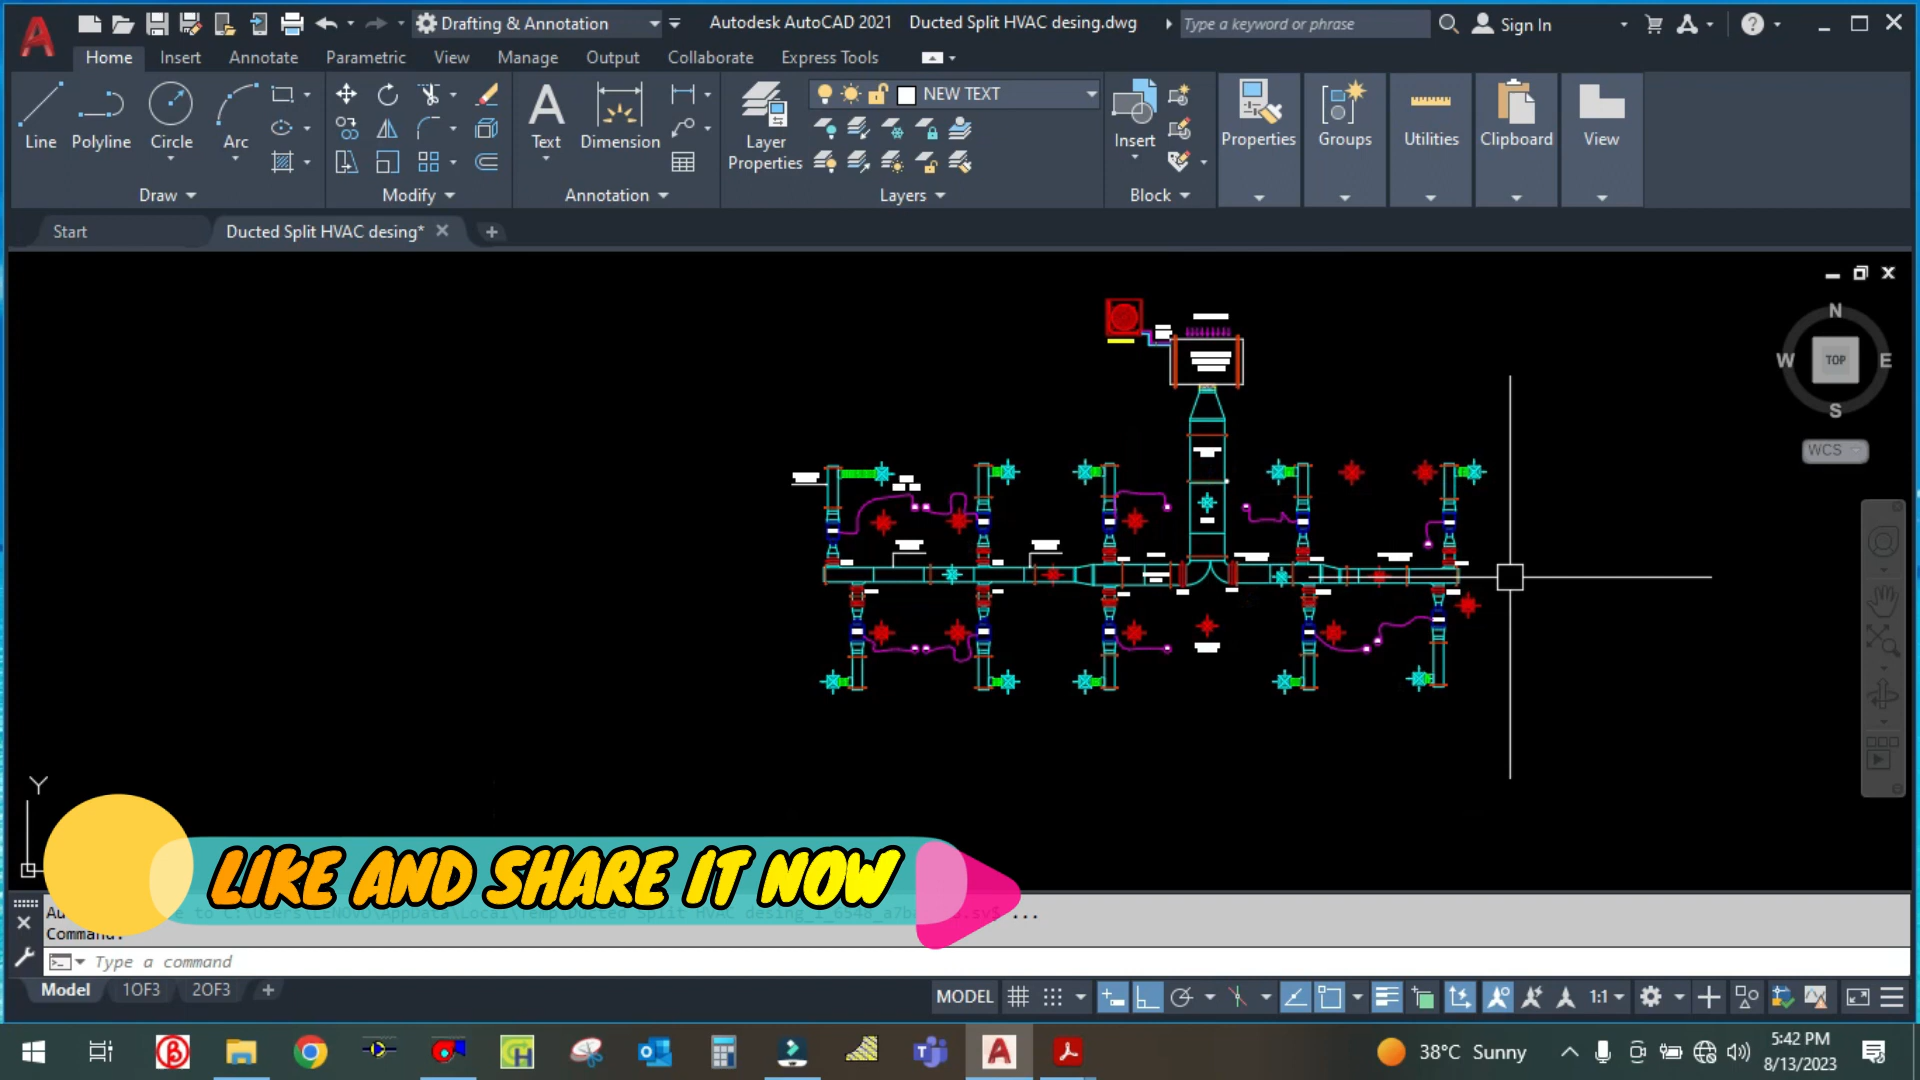 Drafting & Annotation
Autodesk AutoCAD 2021
Ducted Split HVAC desing.dwg
Type a keyword or phrase
Sign In
Home
Insert
Annotate
Parametric
View
Manage
Output
Collaborate
Express Tools
NEW TEXT
Line
Polyline
Circle
Arc
Text
Dimension
Layer
Properties
Insert
Properties
Groups
Utilities
Clipboard
View
Draw
Modify
Annotation
Layers
Block
Start
Ducted Split HVAC desing*
N
W
TOP
E
S
WCS
Y
LIKE AND SHARE IT NOW
Command:
Type a command
Model
1OF3
2OF3
MODEL
1:1
38°C Sunny
5:42 PM
8/13/2023